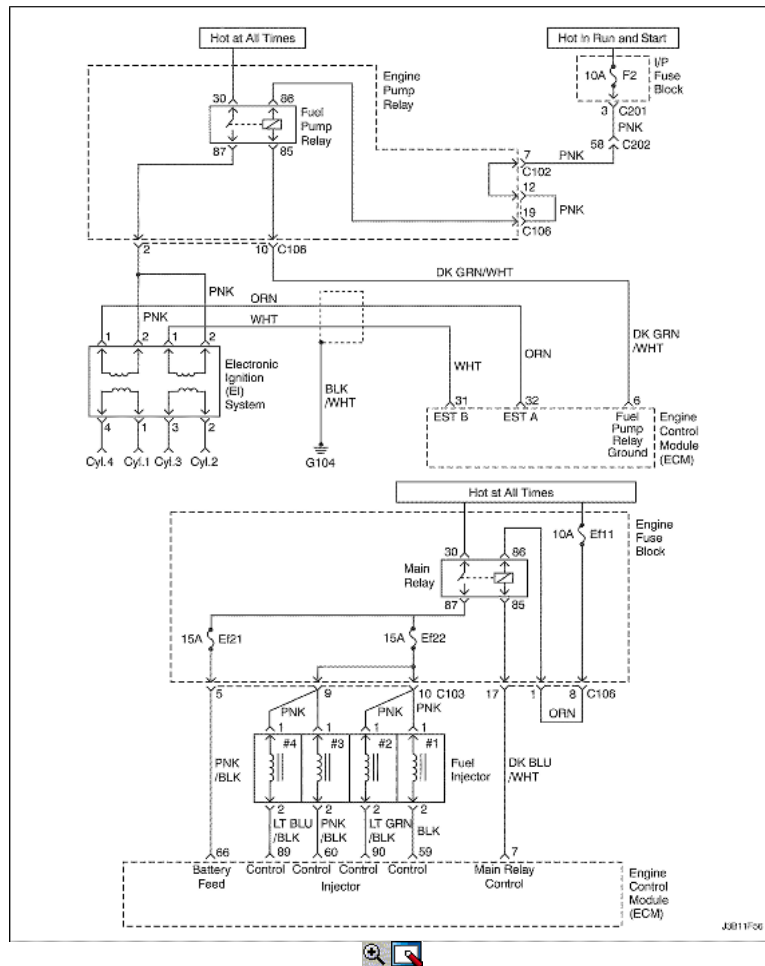 Hot at All Times
Hot In Run and Start
Engine
Pump
Relay
I/P
Fuse
Block
10A F2
30 86
Fuel
Pump
Relay
3 C201
PNK
58 C202
87 85
7 PNK
C102
12
PNK
19
C106
2 10 C106
DK GRN/WHT
PNK
ORN
PNK
WHT
DK GRN
/WHT
1 2 1 2
Electronic
Ignition
(EI)
System
BLK
/WHT
WHT
ORN
31 32 6
EST B EST A Fuel
Pump
Relay
Ground
Engine
Control
Module
(ECM)
4 1 3 2
Cyl.4 Cyl.1 Cyl.3 Cyl.2
G104
Hot at All Times
Engine
Fuse
Block
10A Ef11
30 86
Main
Relay
87 85
15A Ef21
15A Ef22
5 9 10 C103 17 1 8 C106
PNK PNK PNK
ORN
1 1 1 1
#4 #3 #2 #1
Fuel
Injector
PNK
/BLK
DK BLU
/WHT
2 2 2 2
LT BLU
/BLK
PNK
/BLK
LT GRN
/BLK
BLK
66 89 60 90 59 7
Battery
Feed
Control Control Control Control
Injector
Main Relay
Control
Engine
Control
Module
(ECM)
J3B11F56